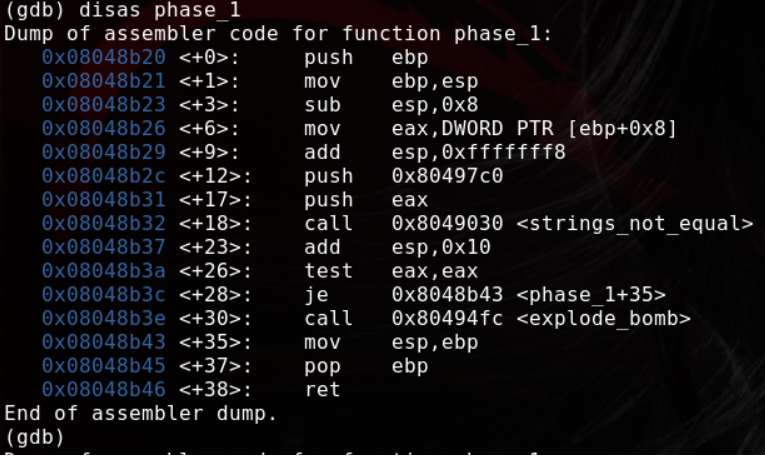 (gdb) disas phase_1
Dump of assembler code for function phase_1:
   0x08048b20 <+0>:     push   ebp
   0x08048b21 <+1>:     mov    ebp,esp
   0x08048b23 <+3>:     sub    esp,0x8
   0x08048b26 <+6>:     mov    eax,DWORD PTR [ebp+0x8]
   0x08048b29 <+9>:     add    esp,0xfffffff8
   0x08048b2c <+12>:    push   0x80497c0
   0x08048b31 <+17>:    push   eax
   0x08048b32 <+18>:    call   0x8049030 <strings_not_equal>
   0x08048b37 <+23>:    add    esp,0x10
   0x08048b3a <+26>:    test   eax,eax
   0x08048b3c <+28>:    je     0x8048b43 <phase_1+35>
   0x08048b3e <+30>:    call   0x80494fc <explode_bomb>
   0x08048b43 <+35>:    mov    esp,ebp
   0x08048b45 <+37>:    pop    ebp
   0x08048b46 <+38>:    ret
End of assembler dump.
(gdb)